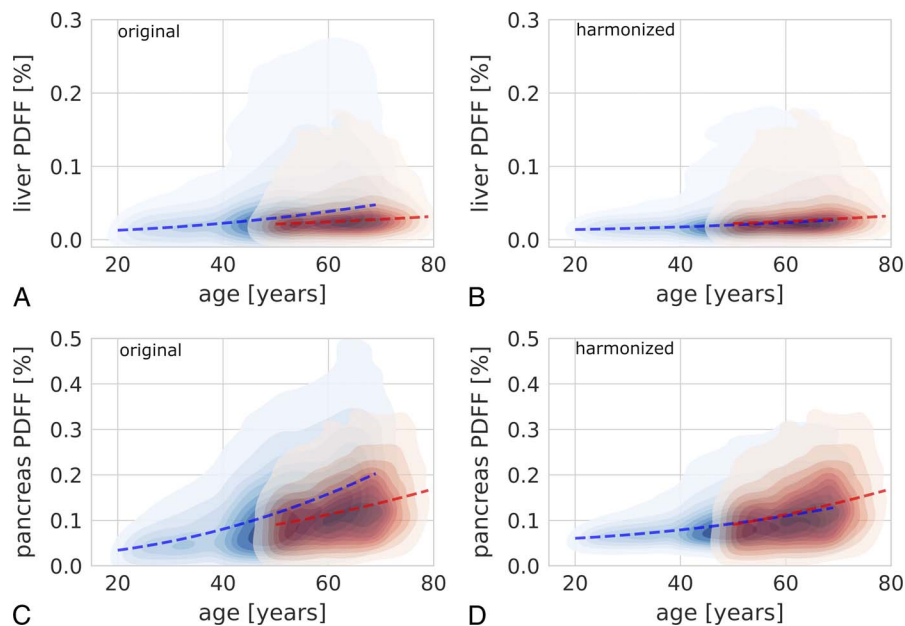 0.3
original
0.2
0.1
0.0
liver PDFF [%]
20 40 60 80
age [years]
A
0.3
harmonized
0.2
0.1
0.0
liver PDFF [%]
20 40 60 80
age [years]
B
0.5
original
0.4
0.3
0.2
0.1
0.0
pancreas PDFF [%]
20 40 60 80
age [years]
C
0.5
harmonized
0.4
0.3
0.2
0.1
0.0
pancreas PDFF [%]
20 40 60 80
age [years]
D